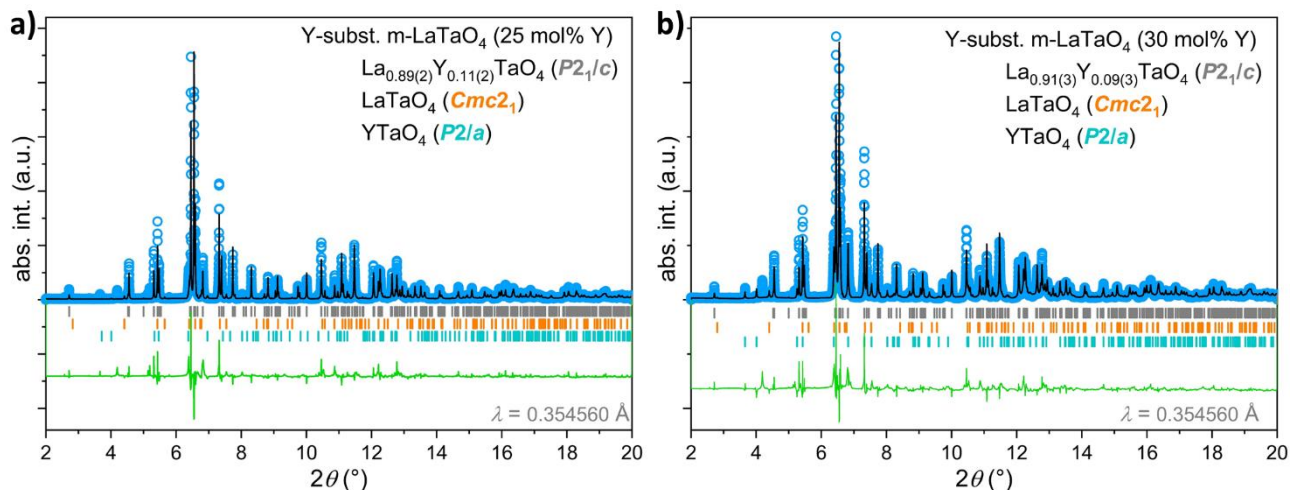 a)
Y-subst. m-LaTaO₄ (25 mol% Y)
La₀.₈₉₍₂₎Y₀.₁₁₍₂₎TaO₄ (P2₁/c)
LaTaO₄ (Cmc2₁)
YTaO₄ (P2/a)
abs. int. (a.u.)
λ = 0.354560 Å
2 4 6 8 10 12 14 16 18 20
2θ (°)
b)
Y-subst. m-LaTaO₄ (30 mol% Y)
La₀.₉₁₍₃₎Y₀.₀₉₍₃₎TaO₄ (P2₁/c)
LaTaO₄ (Cmc2₁)
YTaO₄ (P2/a)
abs. int. (a.u.)
λ = 0.354560 Å
2 4 6 8 10 12 14 16 18 20
2θ (°)